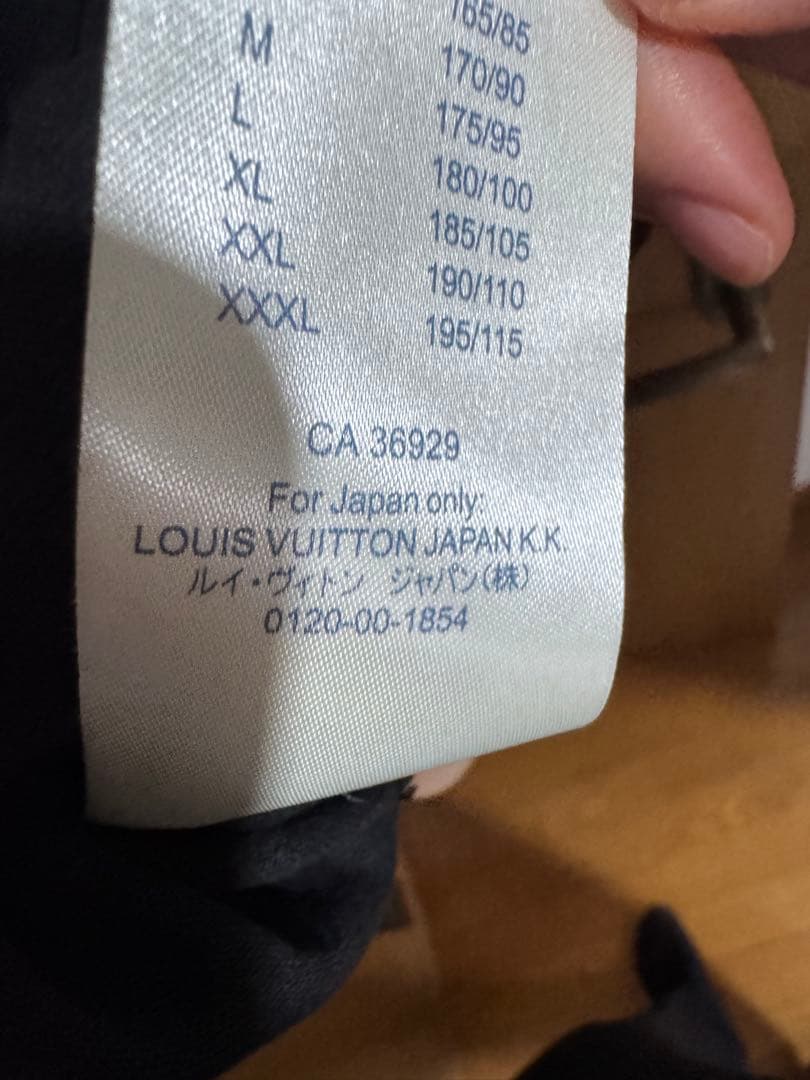 165/85
170/90
M 175/95
L 180/100
XL 185/105
XXL 190/110
XXXL 195/115
CA 36929
For Japan only:
LOUIS VUITTON JAPAN K.K.
ルイ・ヴィトン ジャパン(株)
0120-00-1854